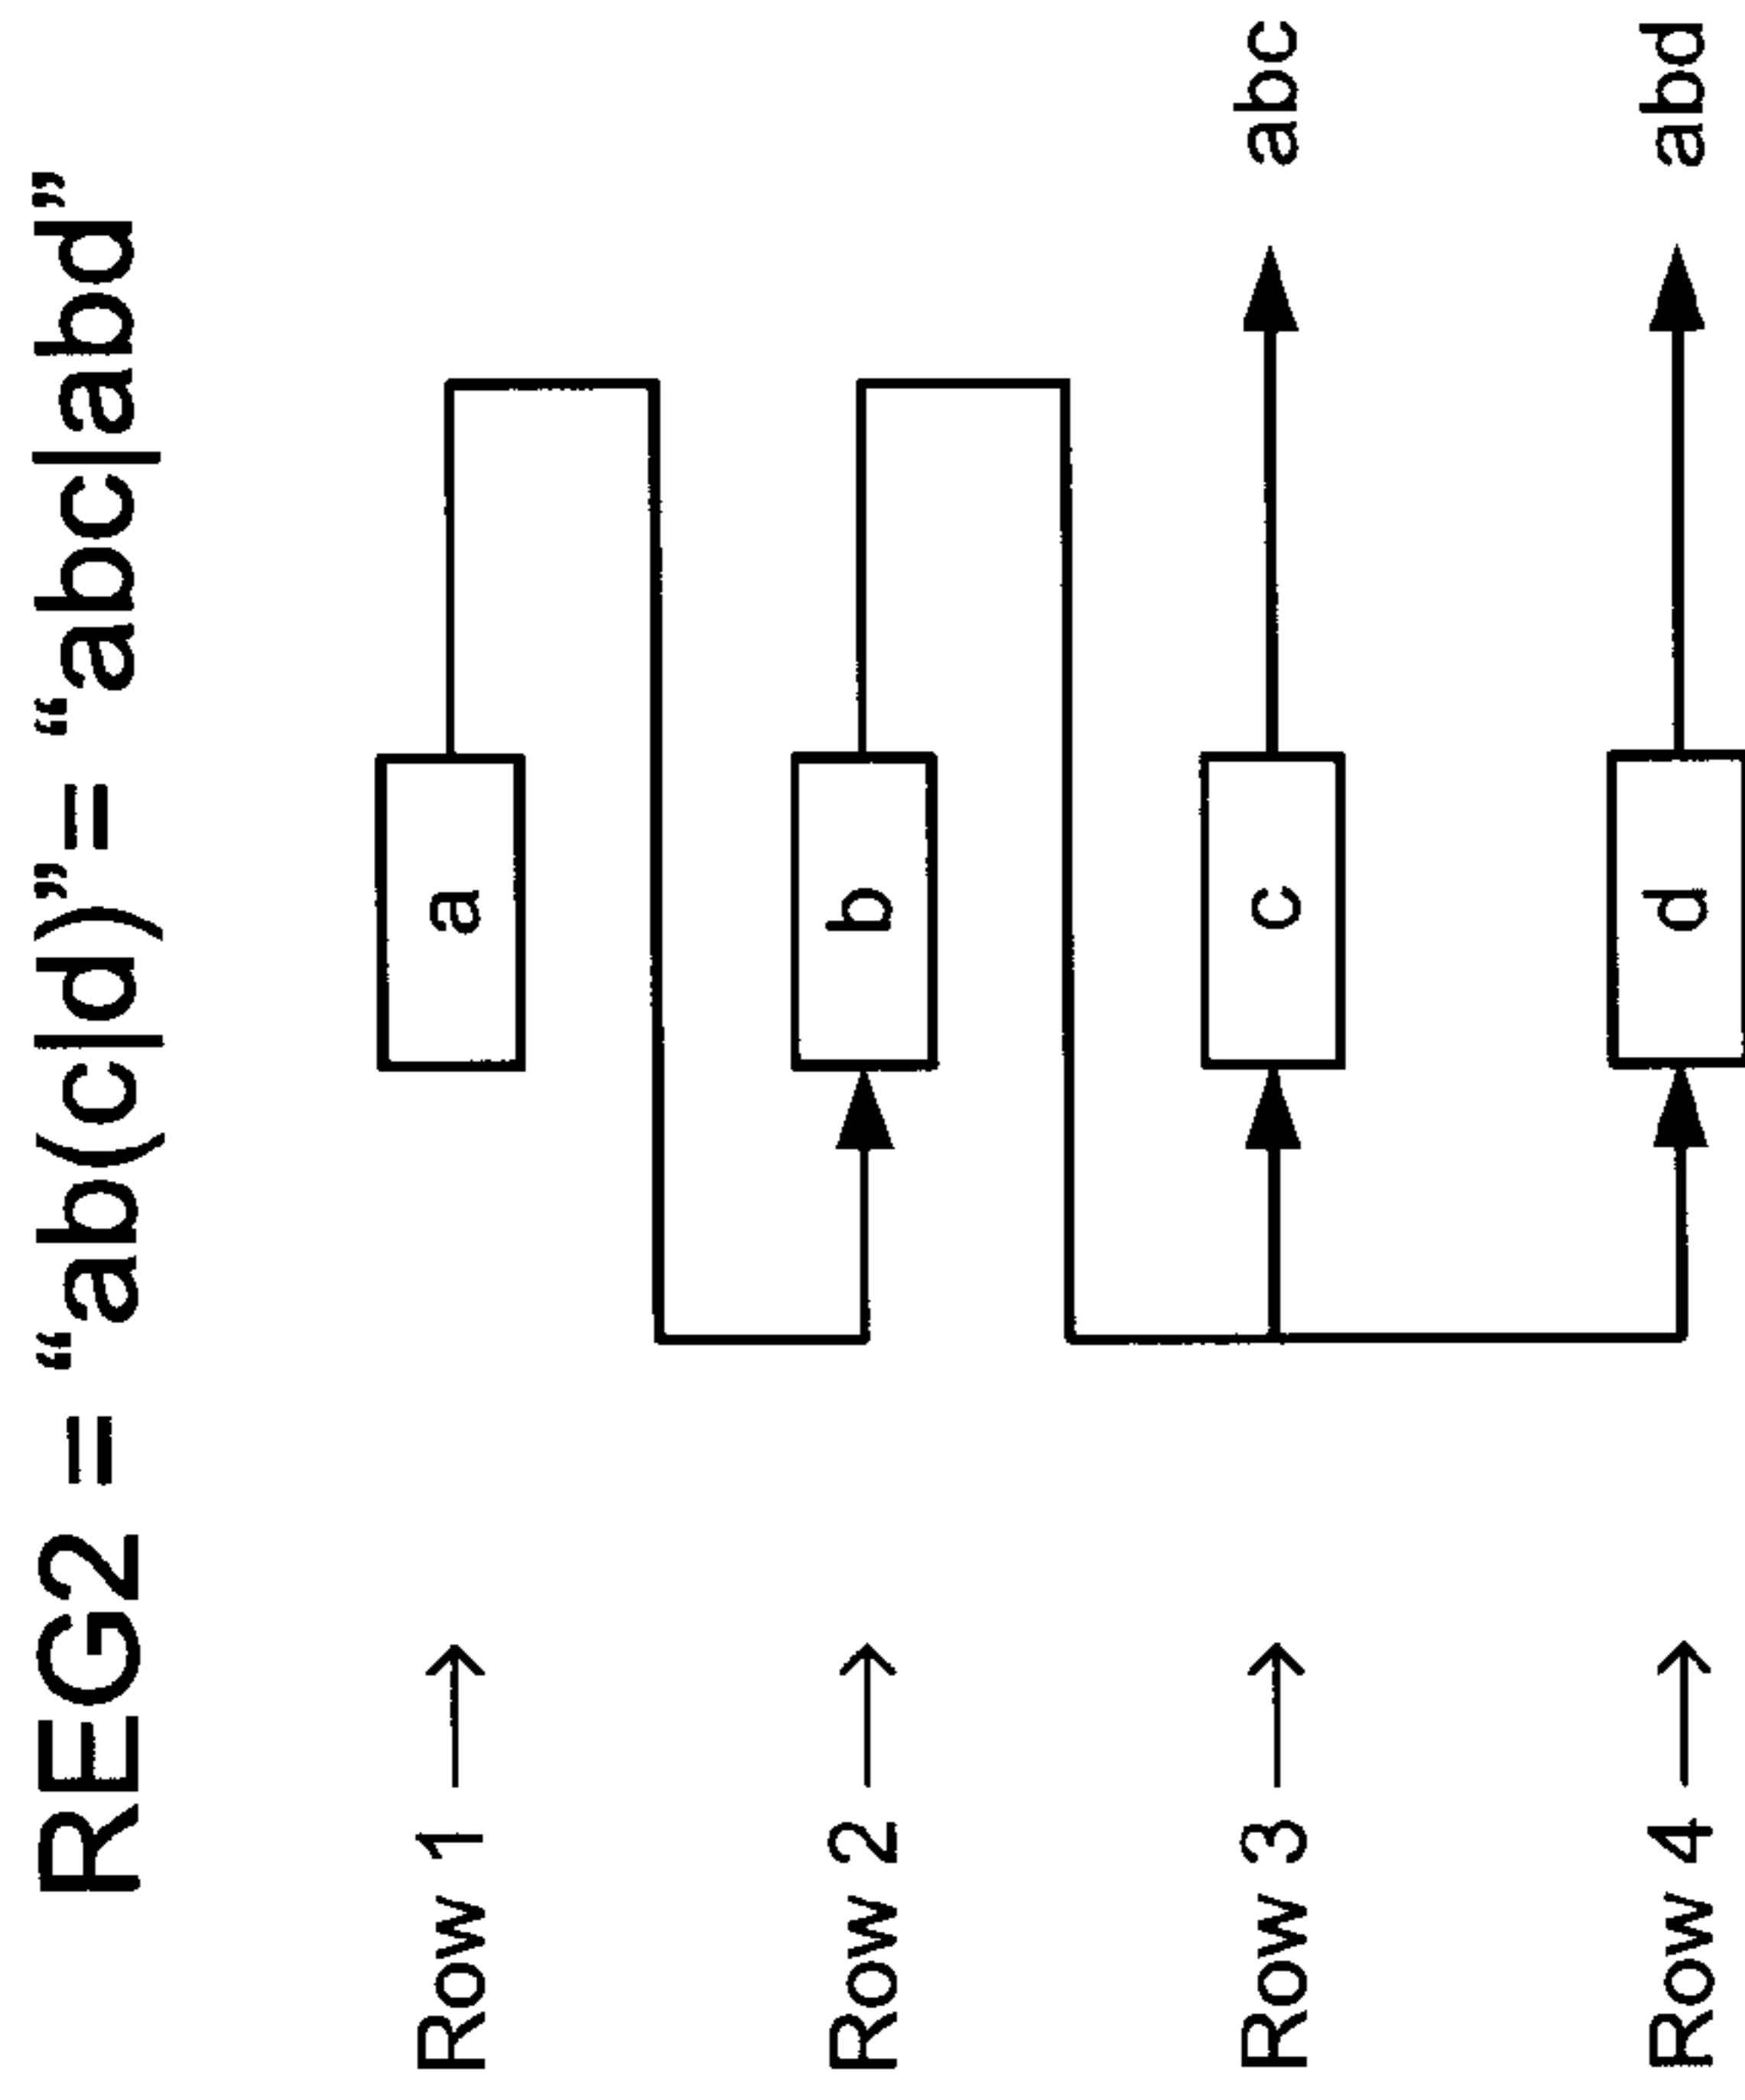 REG2 = “ab(c|d)”= “abc|abd”
Row 1 a
Row 2 b
Row 3 c abc
Row 4 d abd